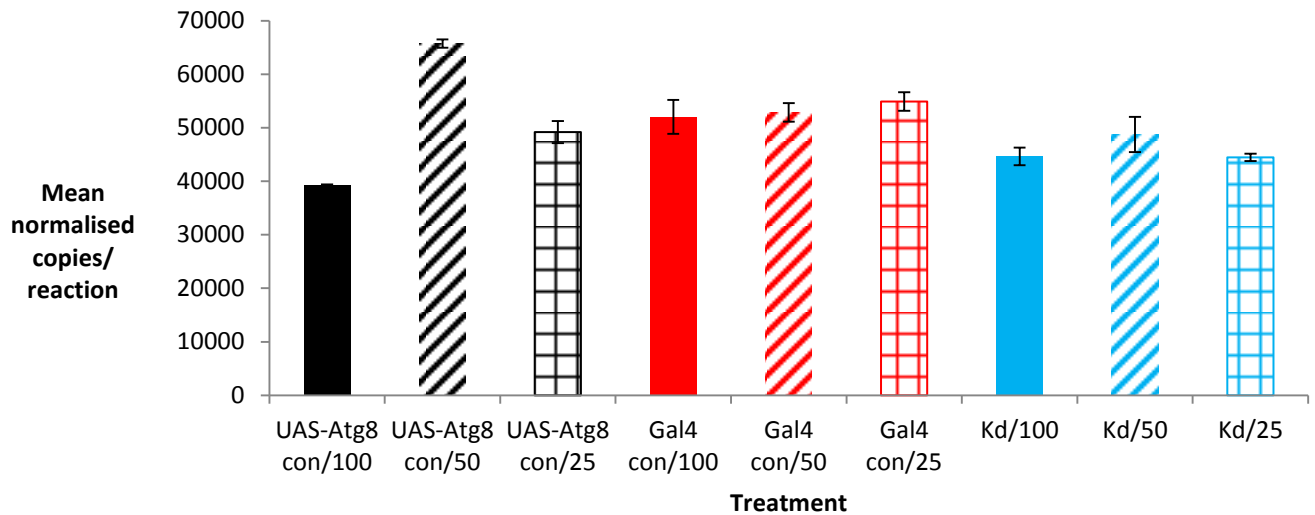 70000
60000
50000
40000
30000
20000
10000
0
Mean
normalised
copies/
reaction
UAS-Atg8 UAS-Atg8 UAS-Atg8 Gal4 Gal4 Gal4 Kd/100 Kd/50 Kd/25
con/100 con/50 con/25 con/100 con/50 con/25
Treatment